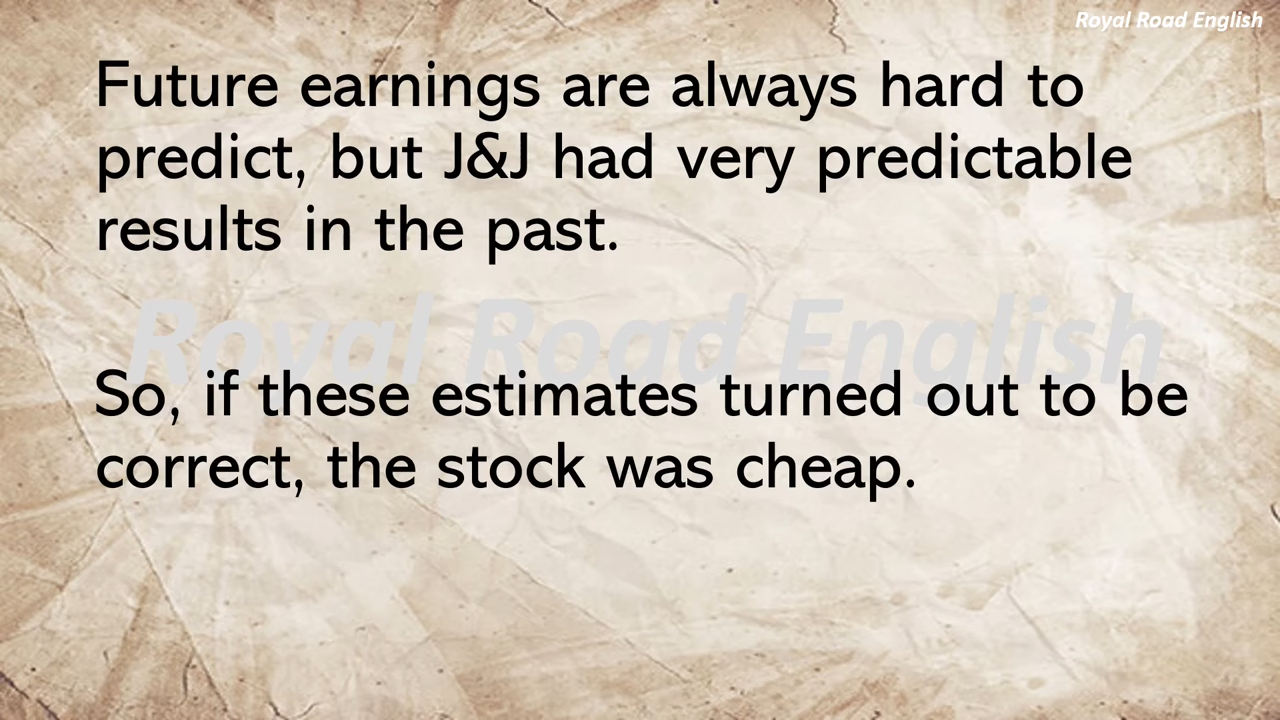 Royal Road English
Future earnings are always hard to
predict, but J&J had very predictable
results in the past.
Royal Road English
So, if these estimates turned out to be
correct, the stock was cheap.